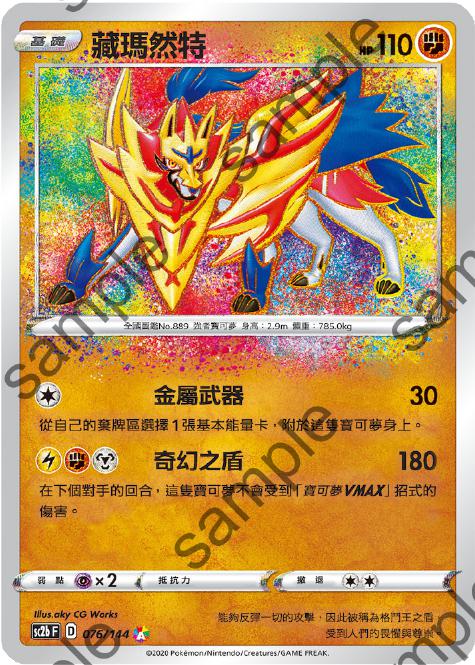 基礎 藏瑪然特 HP 110
全國圖鑑No.889 強者寶可夢 身高：2.9m 體重：785.0kg
金屬武器 30
從自己的棄牌區選擇1張基本能量卡，附於這隻寶可夢身上。
奇幻之盾 180
在下個對手的回合，這隻寶可夢不會受到「寶可夢VMAX」招式的
傷害。
弱點 ×2 抵抗力 撤退
Illus.aky CG Works
sc2b F D 076/144 A
能夠反彈一切的攻擊，因此被稱為格鬥王之盾
受到人們的畏懼與尊崇。
©2020 Pokémon/Nintendo/Creatures/GAME FREAK.
sample
sample
sample
sample
sample
sample
sample
sample